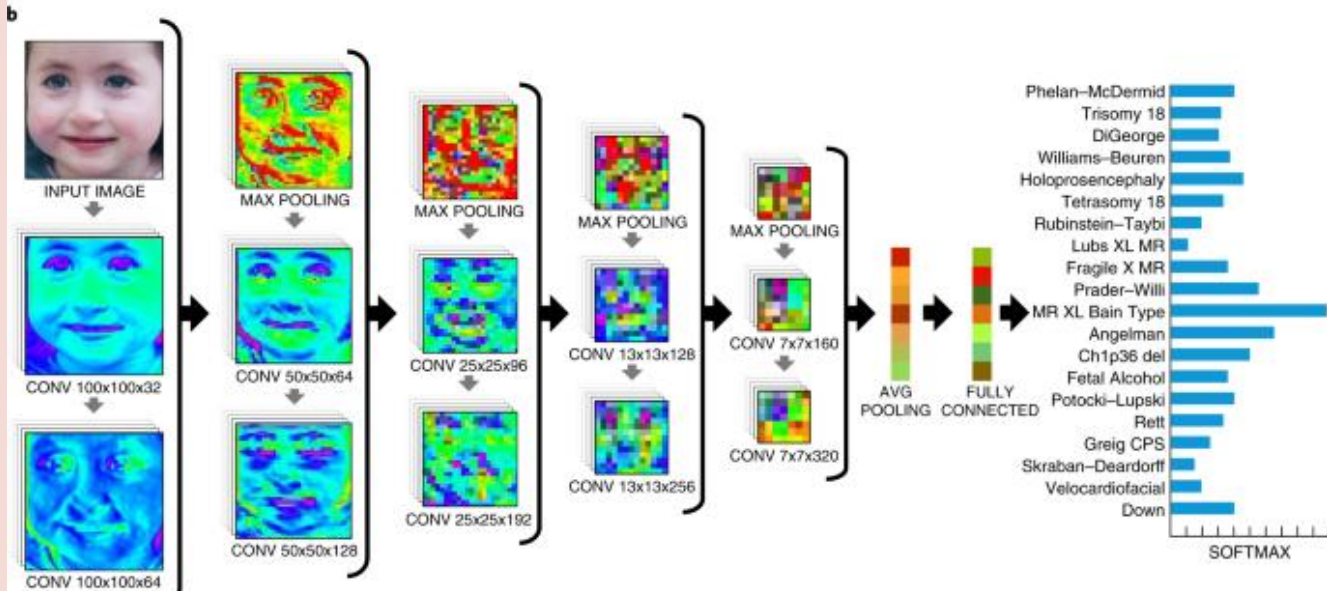 b
INPUT IMAGE
CONV 100x100x32
CONV 100x100x64
MAX POOLING
CONV 50x50x64
CONV 50x50x128
MAX POOLING
CONV 25x25x96
CONV 25x25x192
MAX POOLING
CONV 13x13x128
CONV 13x13x256
MAX POOLING
CONV 7x7x160
CONV 7x7x320
AVG
POOLING
FULLY
CONNECTED
Phelan–McDermid
Trisomy 18
DiGeorge
Williams–Beuren
Holoprosencephaly
Tetrasomy 18
Rubinstein–Taybi
Lubs XL MR
Fragile X MR
Prader–Willi
MR XL Bain Type
Angelman
Ch1p36 del
Fetal Alcohol
Potocki–Lupski
Rett
Greig CPS
Skraban–Deardorff
Velocardiofacial
Down
SOFTMAX